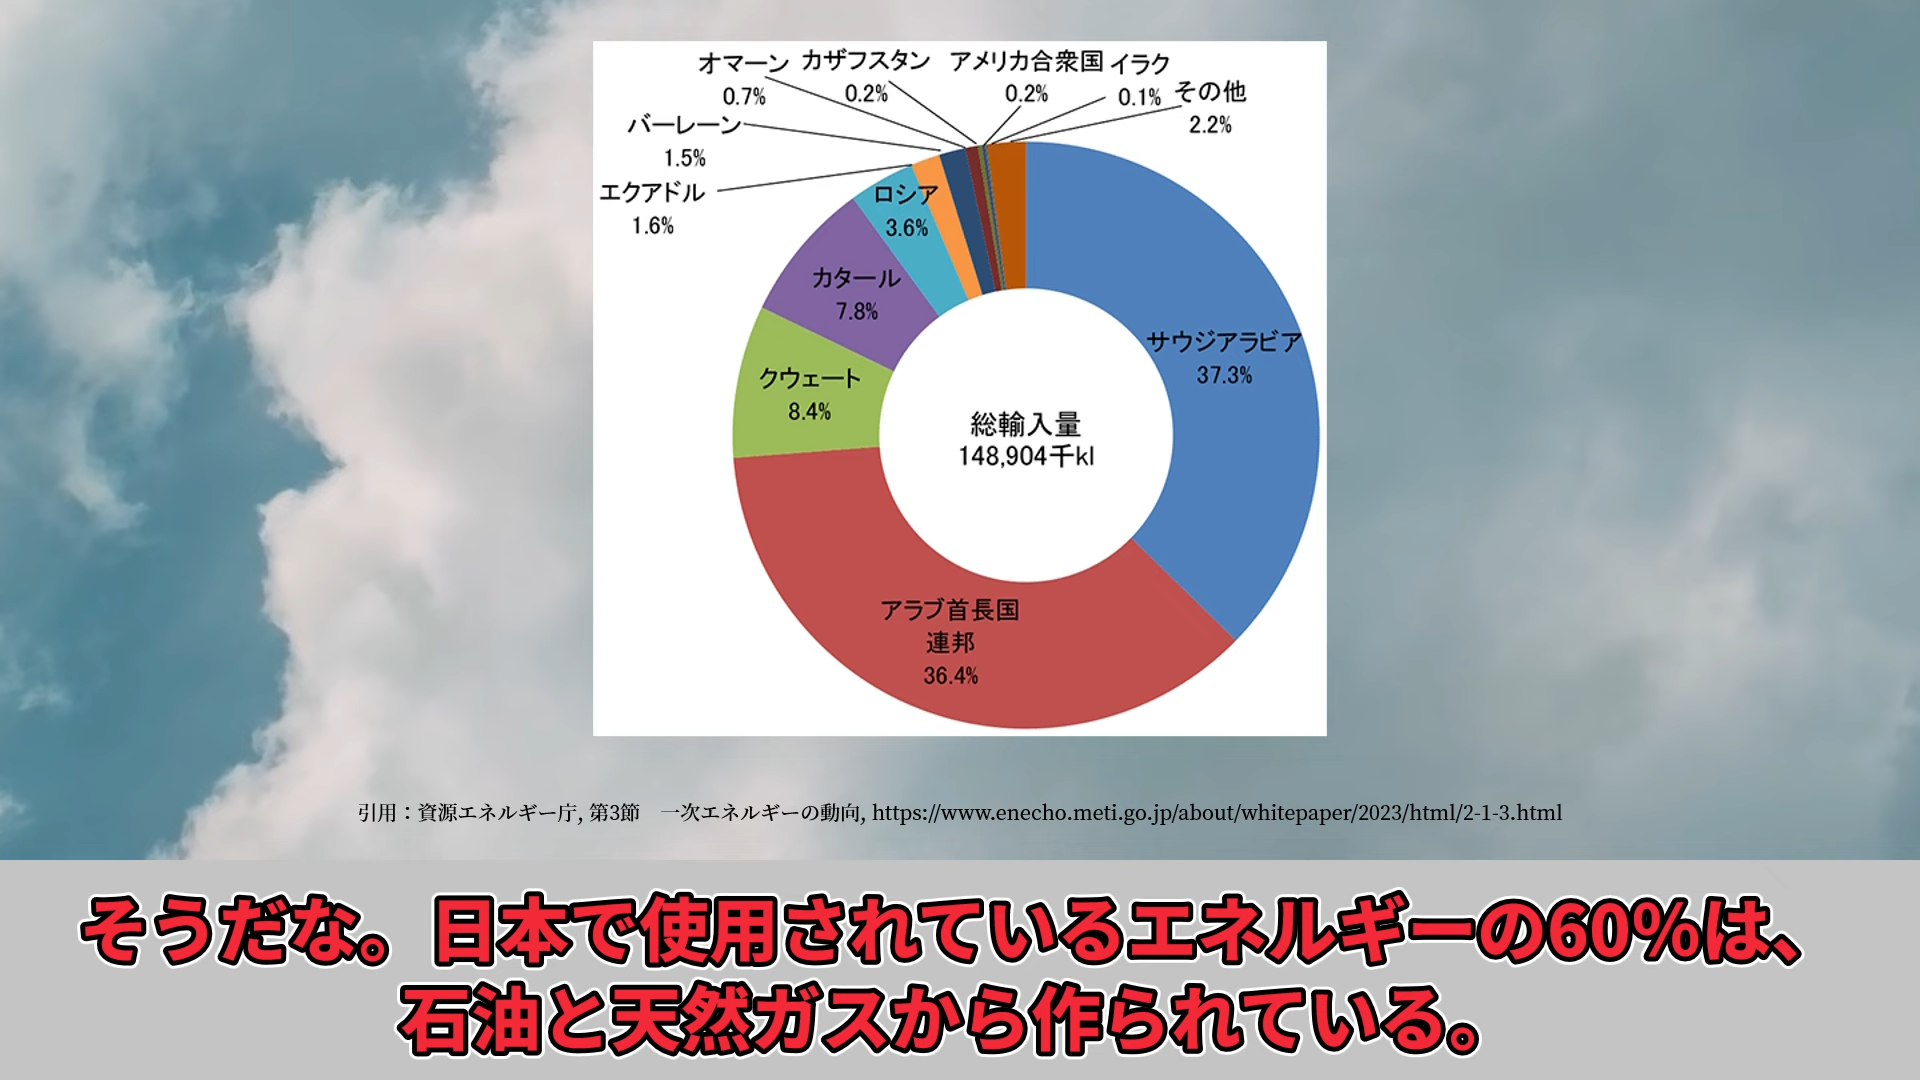 オマーン
0.7%
カザフスタン
0.2%
アメリカ合衆国
0.2%
イラク
0.1%
その他
2.2%
バーレーン
1.5%
エクアドル
1.6%
ロシア
3.6%
カタール
7.8%
クウェート
8.4%
サウジアラビア
37.3%
総輸入量
148,904千kl
アラブ首長国
連邦
36.4%
引用：資源エネルギー庁, 第3節　一次エネルギーの動向, https://www.enecho.meti.go.jp/about/whitepaper/2023/html/2-1-3.html
そうだな。日本で使用されているエネルギーの60%は、
石油と天然ガスから作られている。